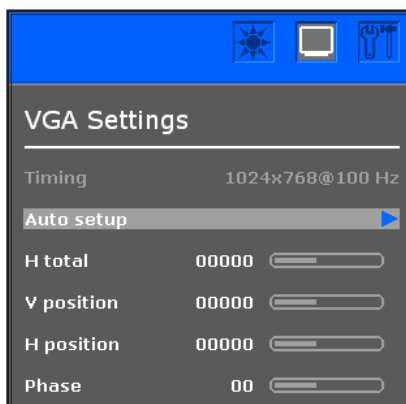 VGA Settings
Timing 1024x768@100 Hz
Auto setup
H total 00000
V position 00000
H position 00000
Phase 00